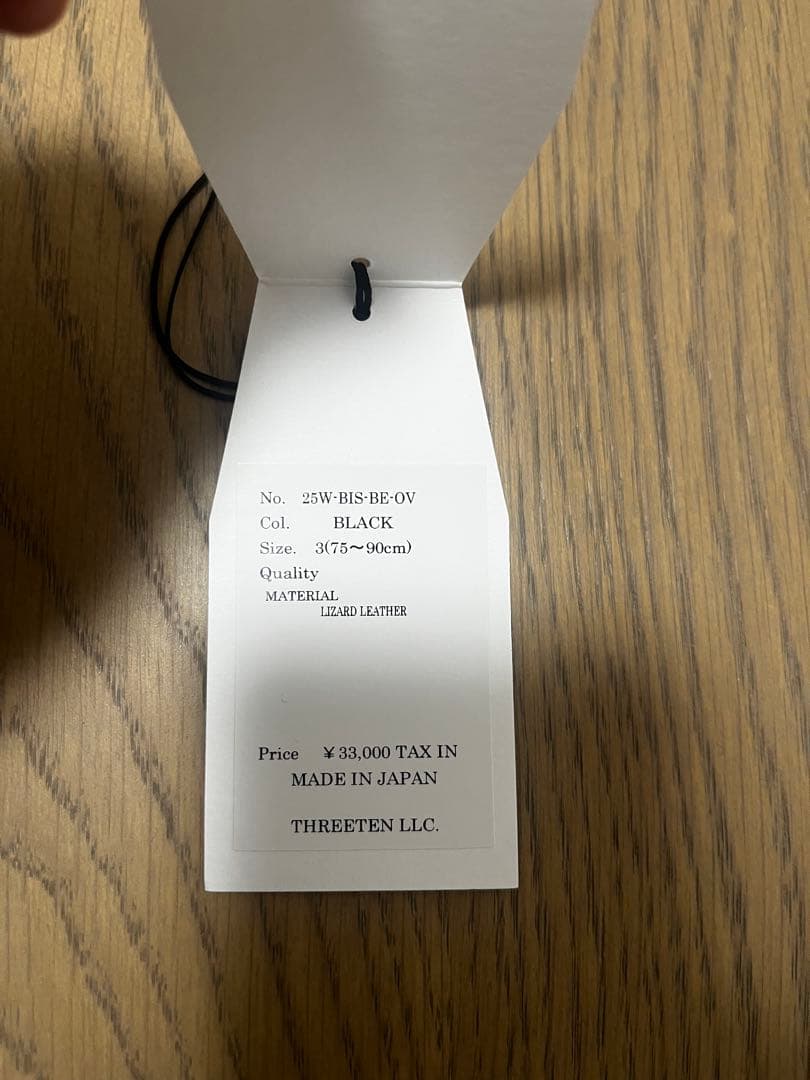 No. 25W-BIS-BE-OV
Col. BLACK
Size. 3(75〜90cm)
Quality
MATERIAL
LIZARD LEATHER
Price ¥33,000 TAX IN
MADE IN JAPAN
THREETEN LLC.